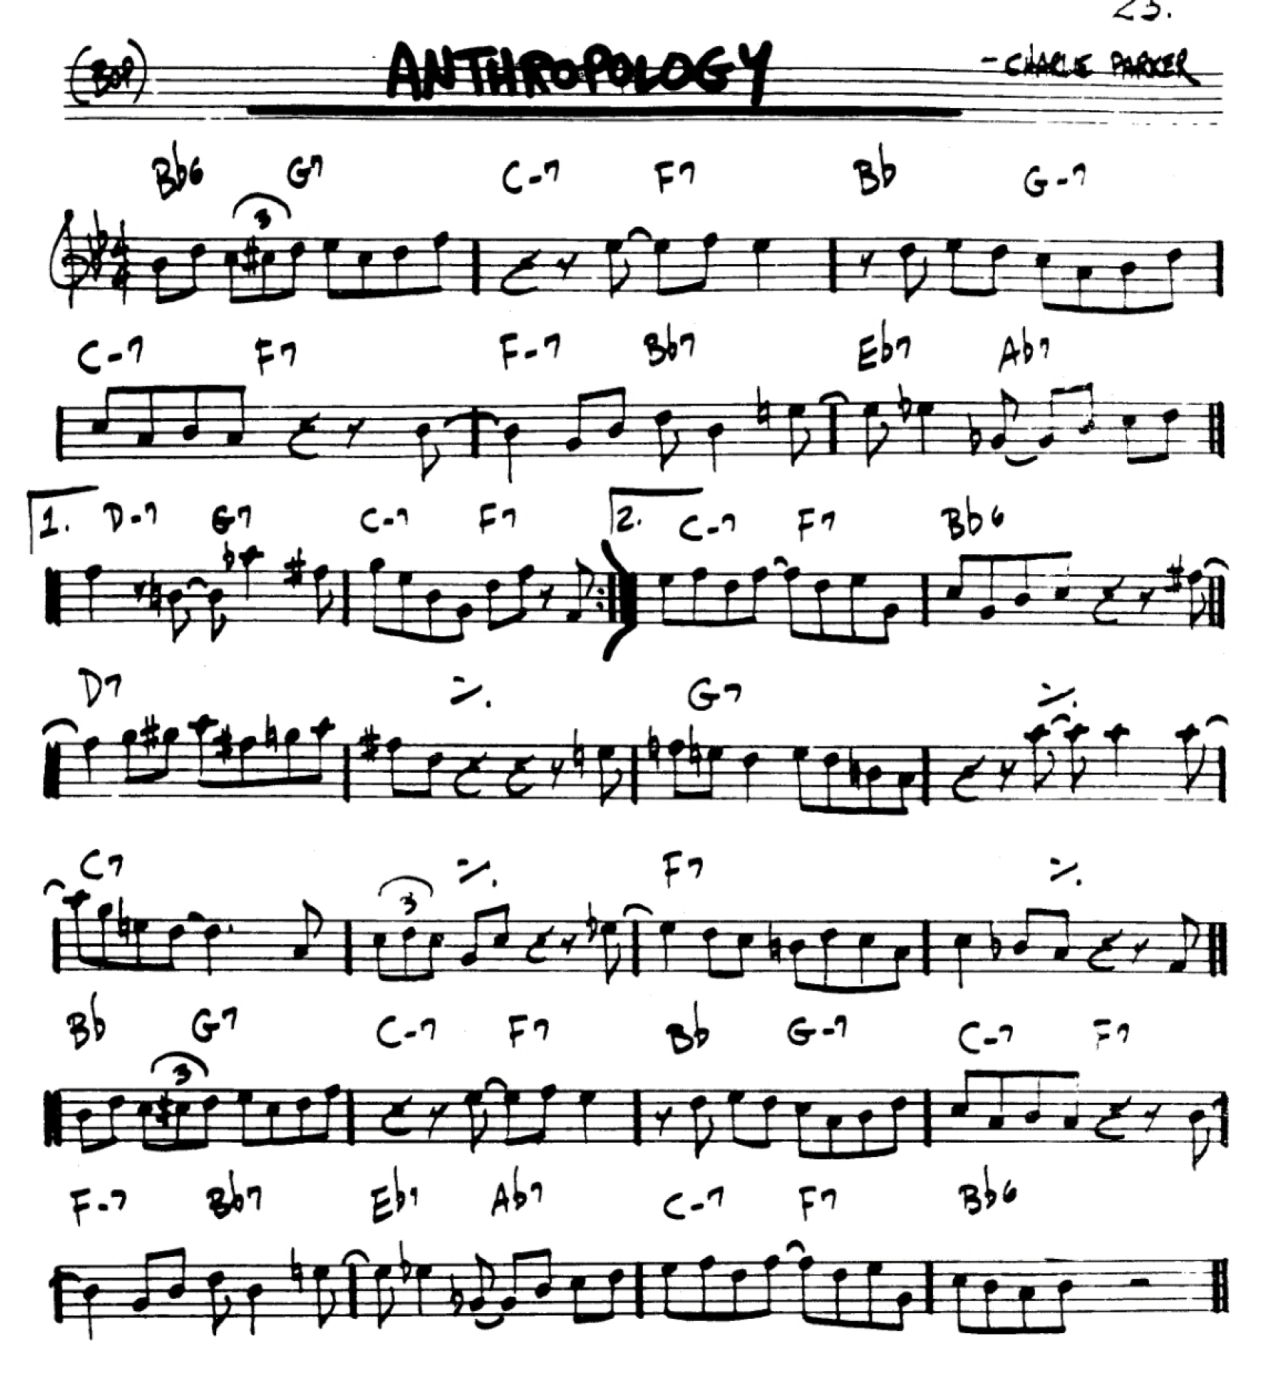 23.
(BOP) ANTHROPOLOGY - CHARLIE PARKER
Bb6 G7 C-7 F7 Bb G-7
3
C-7 F7 F-7 Bb7 Eb7 Ab7
1. D-7 G7 C-7 F7 2. C-7 F7 Bb6
D7 G7
C7 F7
3
Bb G7 C-7 F7 Bb G-7 C-7 F7
3
F-7 Bb7 Eb7 Ab7 C-7 F7 Bb6